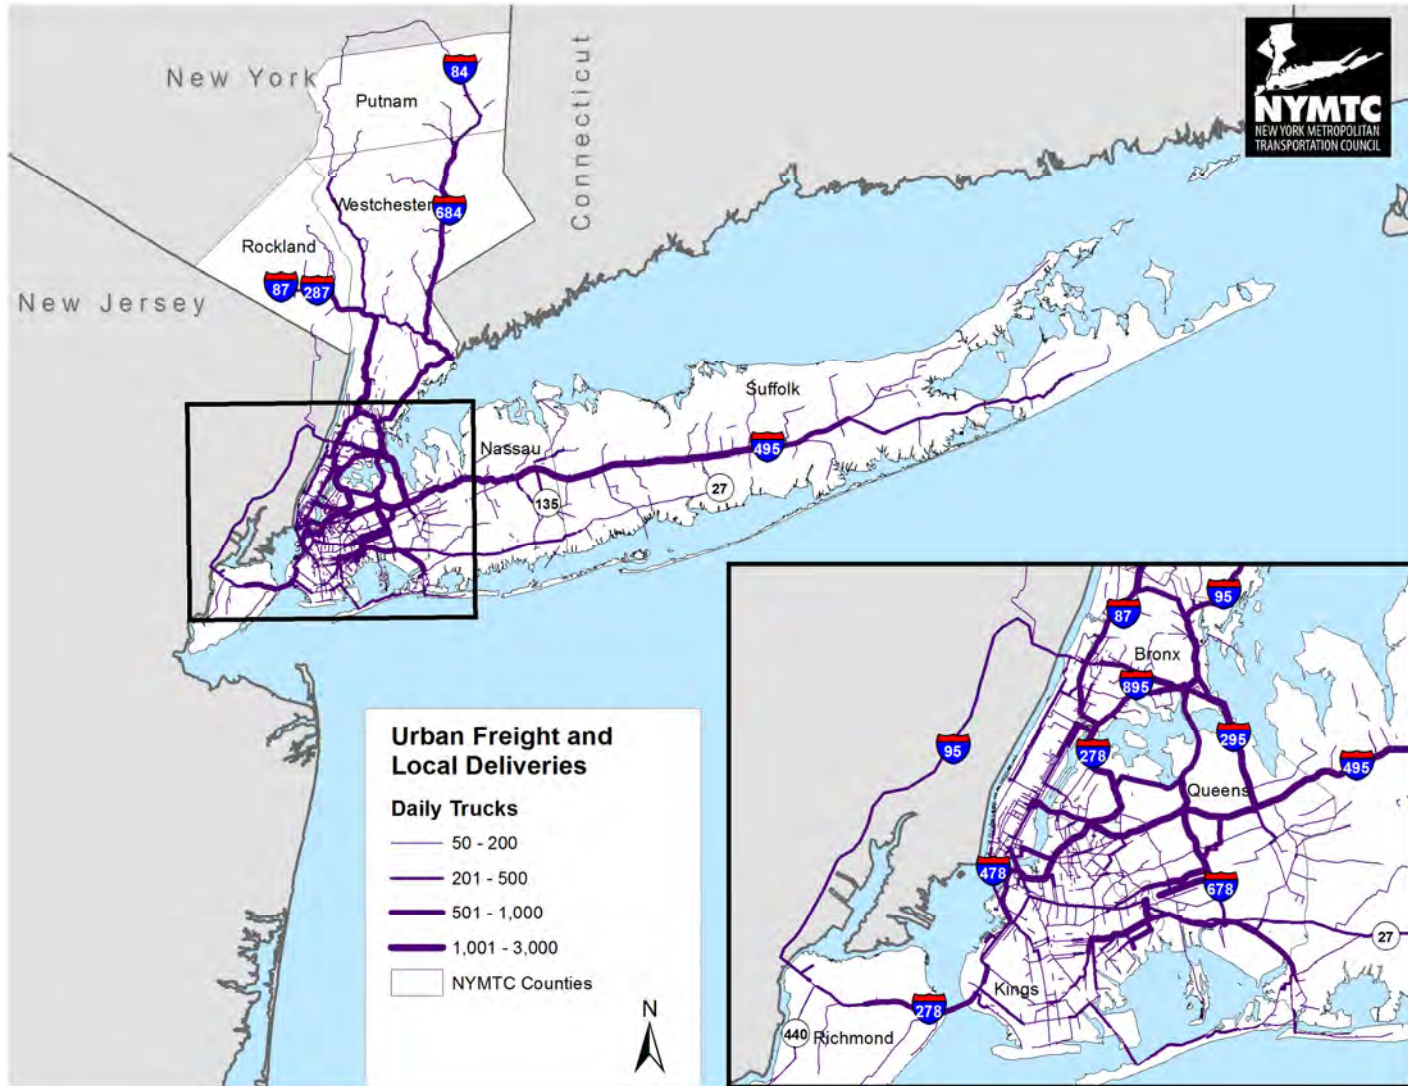 New York
Connecticut
NYMTC
NEW YORK METROPOLITAN
TRANSPORTATION COUNCIL
84
Putnam
Westchester
684
Rockland
87
287
New Jersey
Suffolk
Nassau
495
135
27
Urban Freight and
Local Deliveries
Daily Trucks
50 - 200
201 - 500
501 - 1,000
1,001 - 3,000
NYMTC Counties
N
95
87
Bronx
895
95
278
295
495
Queens
478
678
27
Kings
278
440
Richmond